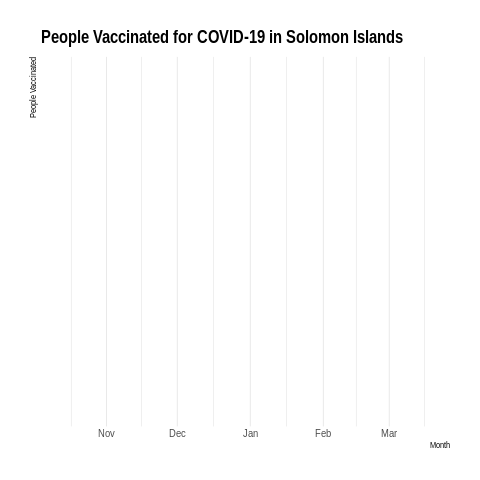 People Vaccinated for COVID-19 in Solomon Islands
People Vaccinated
Nov Dec Jan Feb Mar
Month